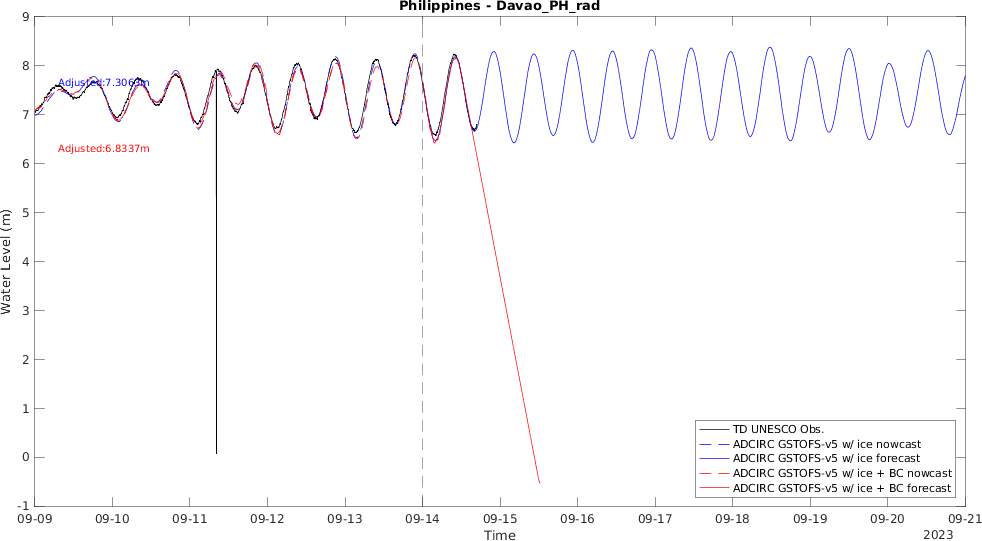 Philippines - Davao_PH_rad
9
8
7
6
5
4
3
2
1
0
-1
Water Level (m)
Adjusted:7.3063m
Adjusted:6.8337m
TD UNESCO Obs.
ADCIRC GSTOFS-v5 w/ ice nowcast
ADCIRC GSTOFS-v5 w/ ice forecast
ADCIRC GSTOFS-v5 w/ ice + BC nowcast
ADCIRC GSTOFS-v5 w/ ice + BC forecast
09-09 09-10 09-11 09-12 09-13 09-14 09-15 09-16 09-17 09-18 09-19 09-20 09-21
Time
2023